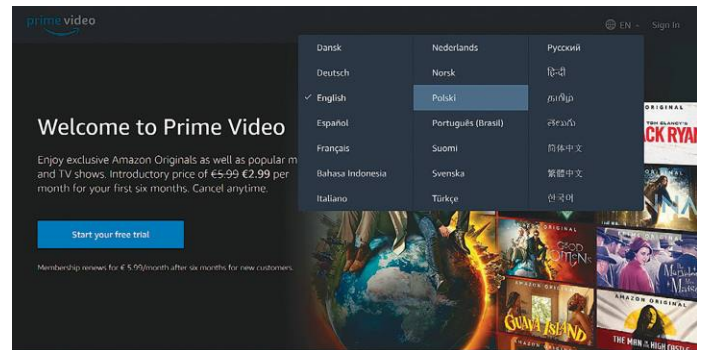 prime video
EN
Sign In
Dansk
Deutsch
English
Español
Français
Bahasa Indonesia
Italiano
Nederlands
Norsk
Polski
Português (Brasil)
Suomi
Svenska
Türkçe
Русский
हिन्दी
தமிழ்
తెలుగు
简体中文
繁體中文
한국어
Welcome to Prime Video
Enjoy exclusive Amazon Originals as well as popular m
and TV shows. Introductory price of €5.99 €2.99 per
month for your first six months. Cancel anytime.
Start your free trial
Membership renews for € 5.99/month after six months for new customers.
ORIGINAL
TOM CLANCY'S
CK RYAN
ORIGINAL
GOOD
OMENS
AMAZON ORIGINAL
GUAVA ISLAND
AMAZON ORIGINAL
THE MAN IN THE HIGH CASTLE